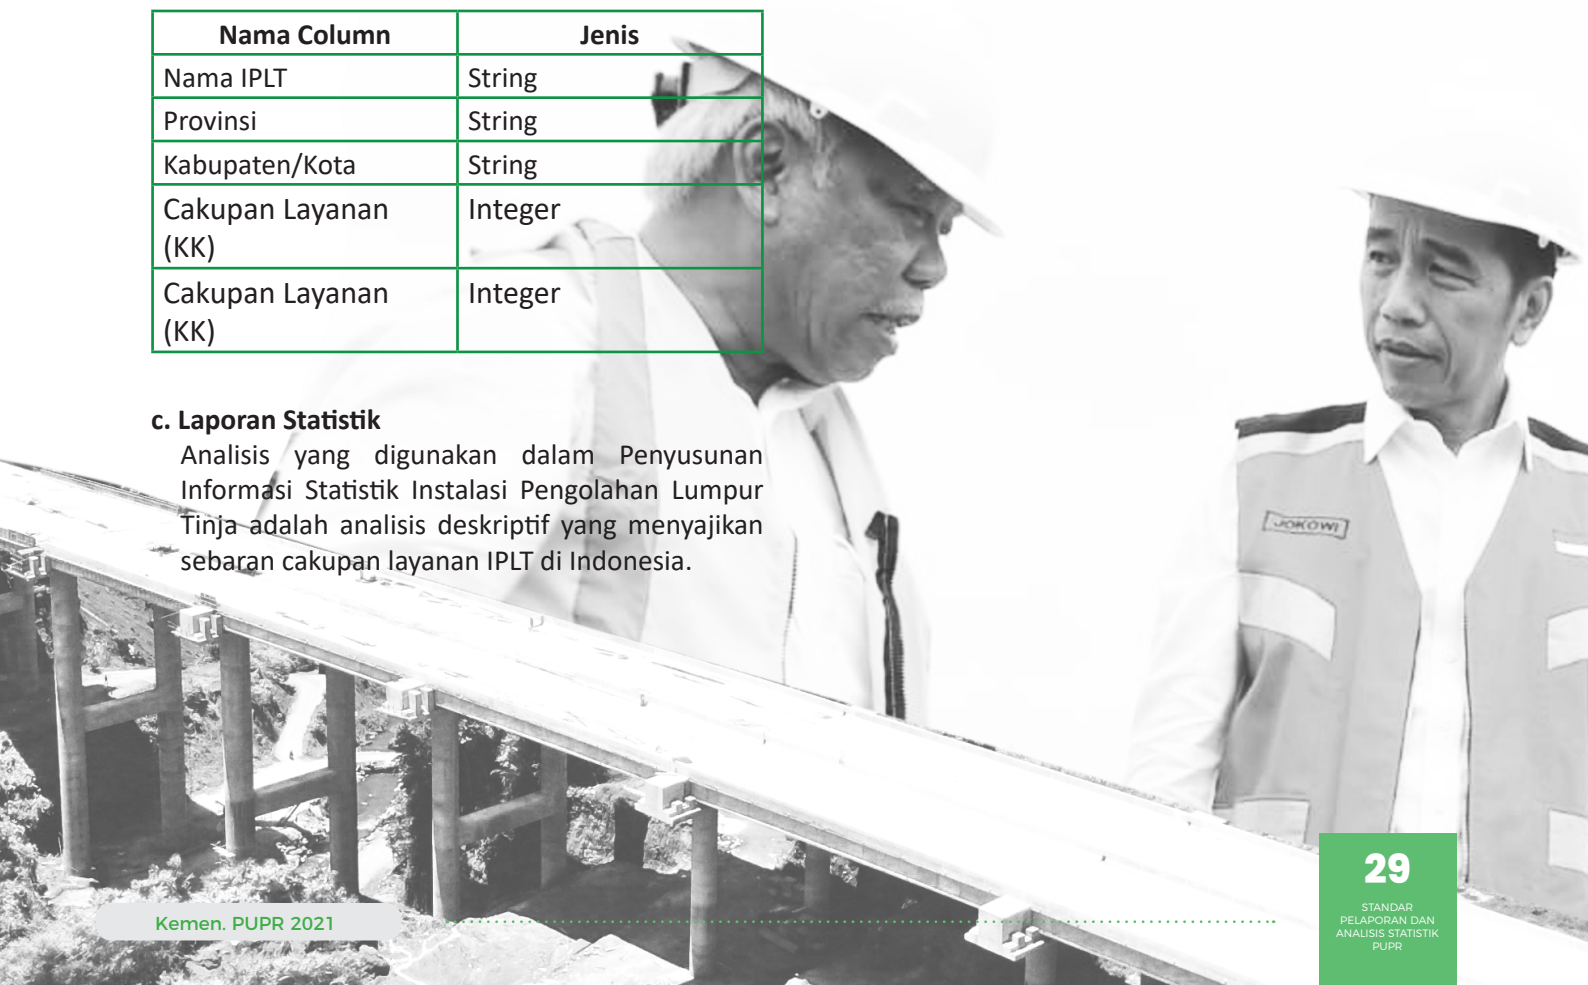 Nama Column Jenis
Nama IPLT String
Provinsi String
Kabupaten/Kota String
Cakupan Layanan Integer
(KK)
Cakupan Layanan Integer
(KK)
c. Laporan Statistik
Analisis yang digunakan dalam Penyusunan
Informasi Statistik Instalasi Pengolahan Lumpur
Tinja adalah analisis deskriptif yang menyajikan
sebaran cakupan layanan IPLT di Indonesia.
JOKOWI
Kemen. PUPR 2021
29
STANDAR
PELAPORAN DAN
ANALISIS STATISTIK
PUPR